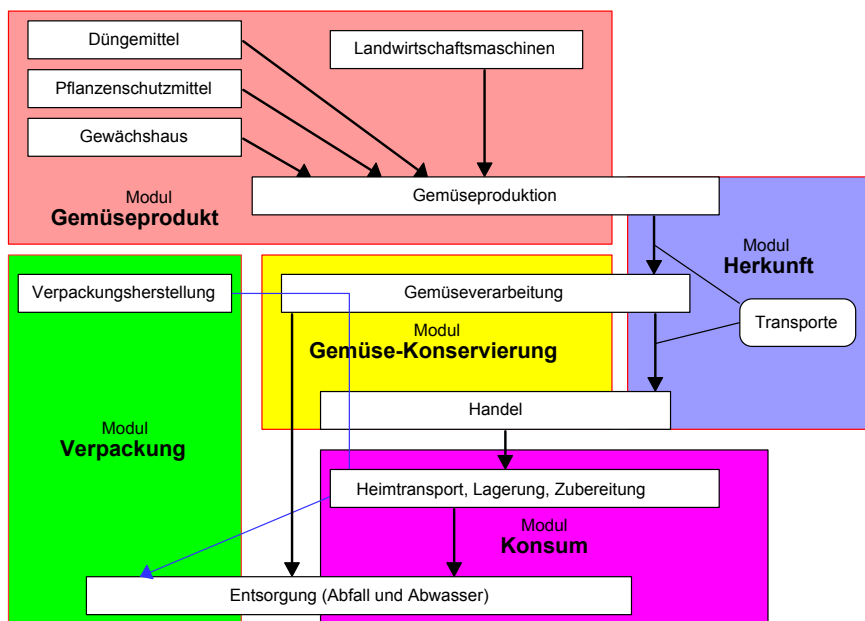 Düngemittel
Landwirtschaftsmaschinen
Pflanzenschutzmittel
Gewächshaus
Modul
Gemüseprodukt
Gemüseproduktion
Modul
Herkunft
Verpackungsherstellung
Gemüseverarbeitung
Transporte
Modul
Gemüse-Konservierung
Handel
Modul
Verpackung
Heimtransport, Lagerung, Zubereitung
Modul
Konsum
Entsorgung (Abfall und Abwasser)